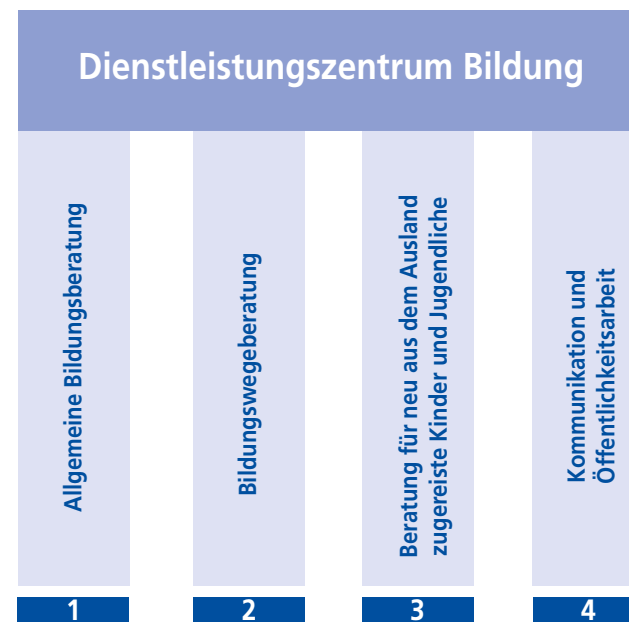 Dienstleistungszentrum Bildung
Allgemeine Bildungsberatung
Bildungswegeberatung
Beratung für neu aus dem Ausland
zugereiste Kinder und Jugendliche
Kommunikation und
Öffentlichkeitsarbeit
1
2
3
4